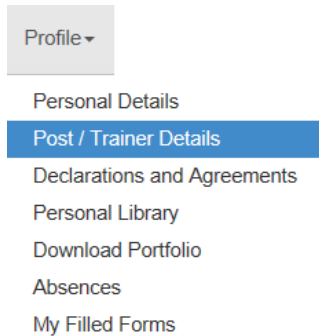 Profile
Personal Details
Post / Trainer Details
Declarations and Agreements
Personal Library
Download Portfolio
Absences
My Filled Forms